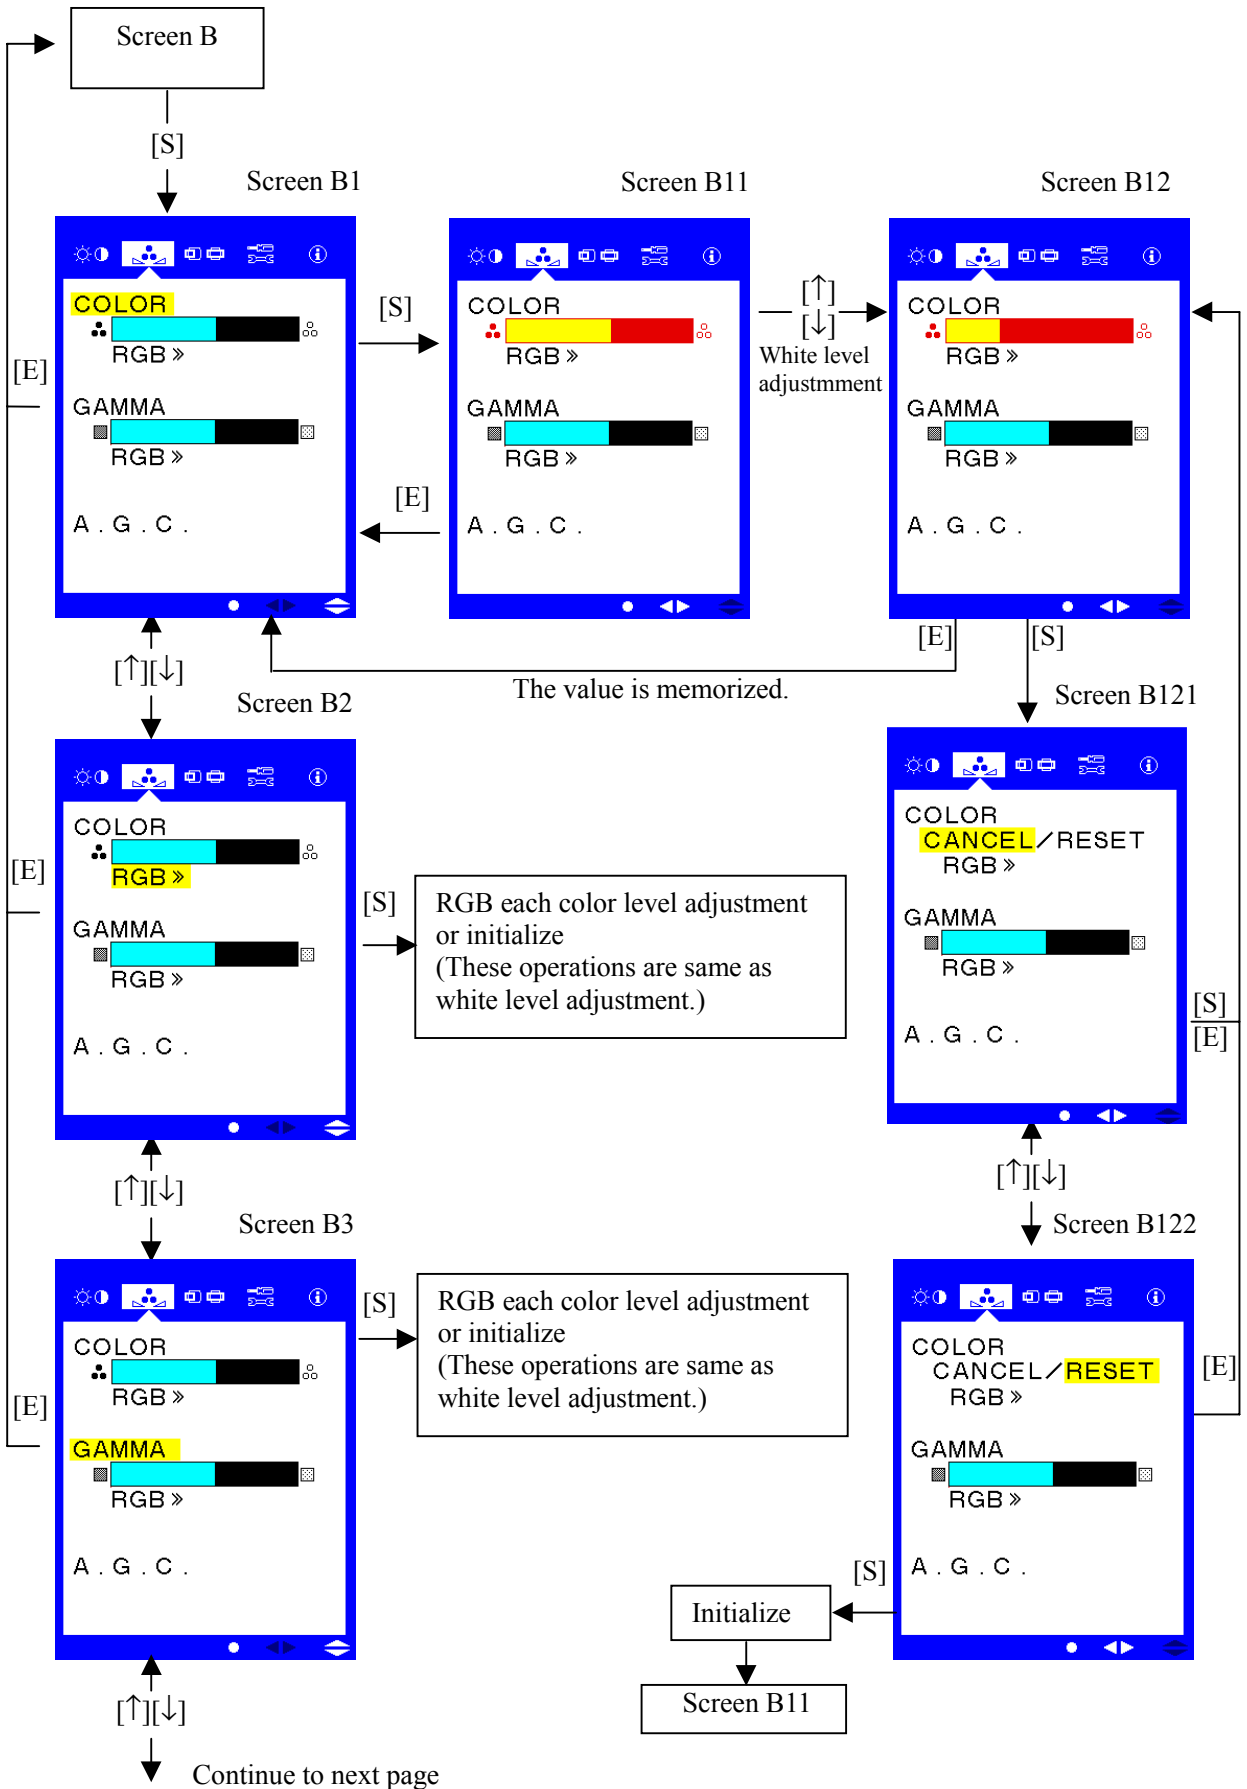 Screen B
[S]
Screen B1
Screen B11
Screen B12
COLOR
RGB »
GAMMA
RGB »
A . G . C .
[S]
[E]
COLOR
RGB »
GAMMA
RGB »
A . G . C .
[↑]
[↓]
White level
adjustmment
COLOR
RGB »
GAMMA
RGB »
A . G . C .
[E]
[E]
[S]
The value is memorized.
[↑][↓]
Screen B2
Screen B121
COLOR
RGB »
GAMMA
RGB »
A . G . C .
[E]
[S]
RGB each color level adjustment
or initialize
(These operations are same as
white level adjustment.)
COLOR
CANCEL/RESET
RGB »
GAMMA
RGB »
A . G . C .
[S]
[E]
[↑][↓]
[↑][↓]
Screen B3
Screen B122
COLOR
RGB »
GAMMA
RGB »
A . G . C .
[E]
[S]
RGB each color level adjustment
or initialize
(These operations are same as
white level adjustment.)
COLOR
CANCEL/RESET
RGB »
GAMMA
RGB »
A . G . C .
[E]
[S]
Initialize
Screen B11
[↑][↓]
Continue to next page